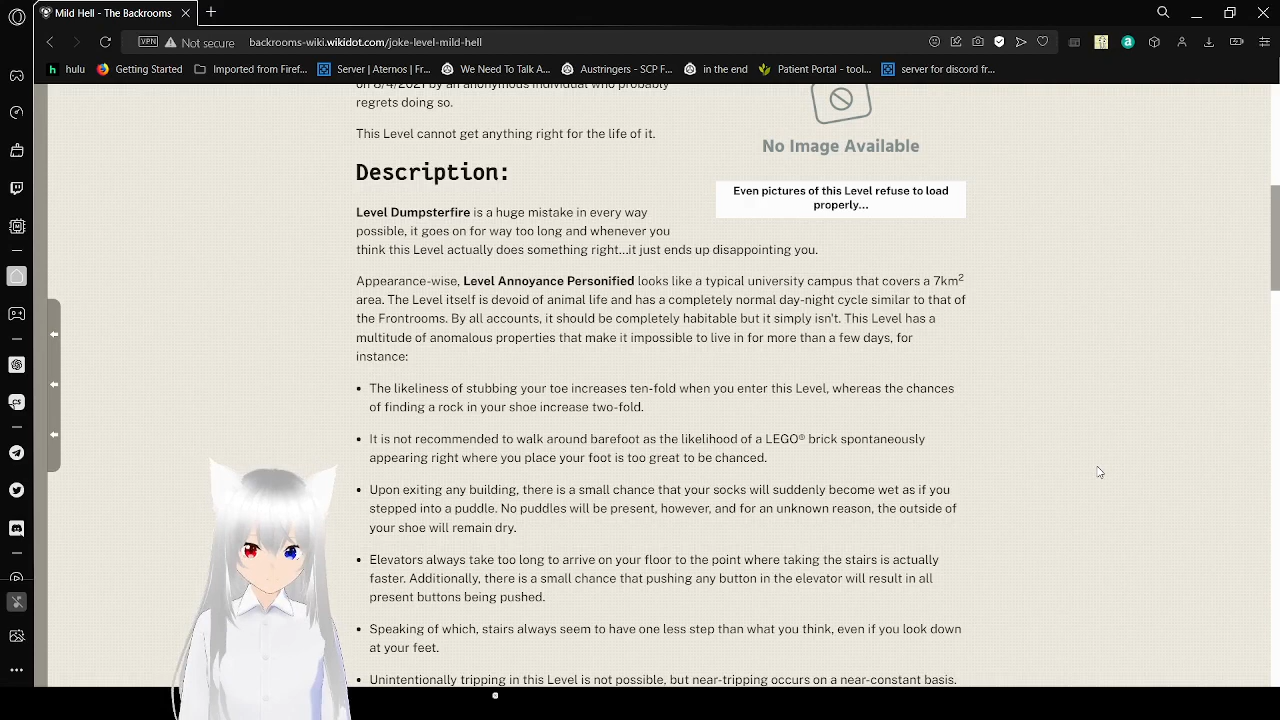 Mild Hell - The Backrooms
VPN
Not secure
backrooms-wiki.wikidot.com/joke-level-mild-hell
h hulu
Getting Started
Imported from Firef...
Server | Aternos | Fr...
We Need To Talk A...
Austringers - SCP F...
in the end
Patient Portal - tool...
server for discord fr...
on 8/4/2021 by an anonymous individual who probably
regrets doing so.
This Level cannot get anything right for the life of it.
No Image Available
Even pictures of this Level refuse to load
properly...
Description:
Level Dumpsterfire is a huge mistake in every way
possible, it goes on for way too long and whenever you
think this Level actually does something right...it just ends up disappointing you.
Appearance-wise, Level Annoyance Personified looks like a typical university campus that covers a 7km²
area. The Level itself is devoid of animal life and has a completely normal day-night cycle similar to that of
the Frontrooms. By all accounts, it should be completely habitable but it simply isn't. This Level has a
multitude of anomalous properties that make it impossible to live in for more than a few days, for
instance:
• The likeliness of stubbing your toe increases ten-fold when you enter this Level, whereas the chances
of finding a rock in your shoe increase two-fold.
• It is not recommended to walk around barefoot as the likelihood of a LEGO® brick spontaneously
appearing right where you place your foot is too great to be chanced.
• Upon exiting any building, there is a small chance that your socks will suddenly become wet as if you
stepped into a puddle. No puddles will be present, however, and for an unknown reason, the outside of
your shoe will remain dry.
• Elevators always take too long to arrive on your floor to the point where taking the stairs is actually
faster. Additionally, there is a small chance that pushing any button in the elevator will result in all
present buttons being pushed.
• Speaking of which, stairs always seem to have one less step than what you think, even if you look down
at your feet.
• Unintentionally tripping in this Level is not possible, but near-tripping occurs on a near-constant basis.